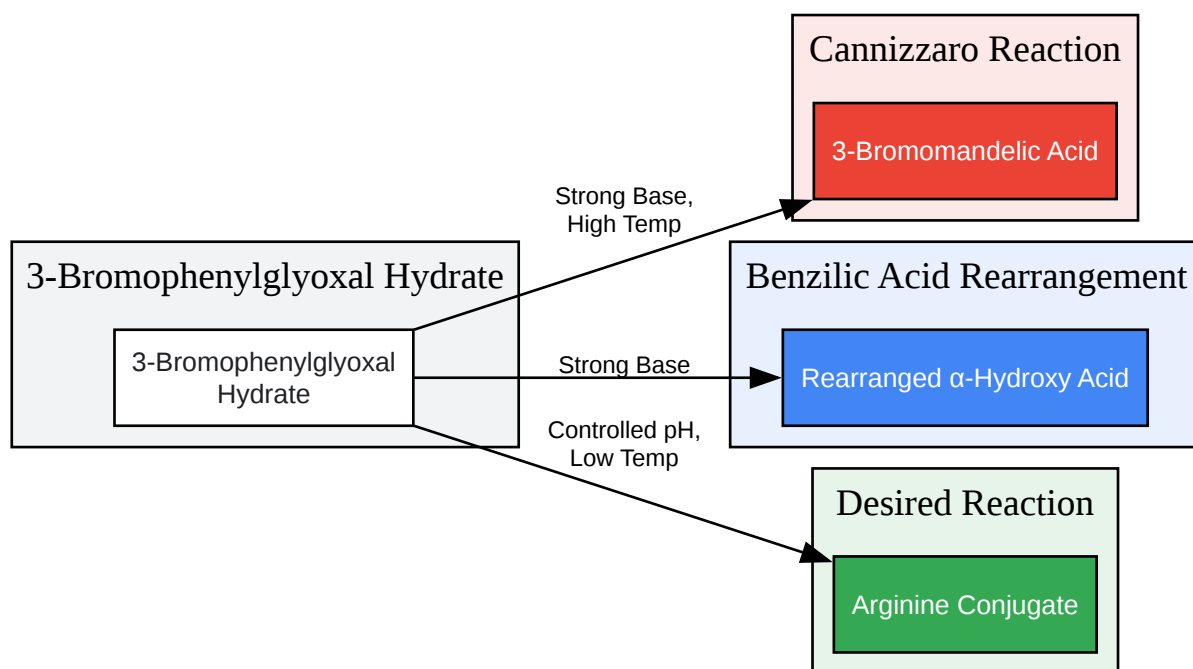 Cannizzaro Reaction
3-Bromomandelic Acid
Strong Base,
High Temp
3-Bromophenylglyoxal Hydrate
3-Bromophenylglyoxal
Hydrate
Benzilic Acid Rearrangement
Strong Base
Rearranged α-Hydroxy Acid
Controlled pH,
Low Temp
Desired Reaction
Arginine Conjugate